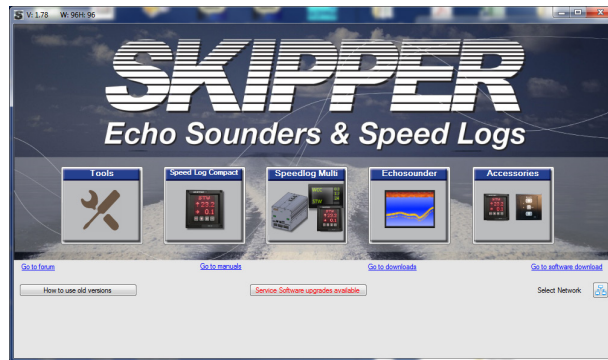 S V: 1.78 W: 96H: 96
SKIPPER
Echo Sounders & Speed Logs
Tools Speed Log Compact Speedlog Multi Echosounder Accessories
Go to forum Go to manuals Go to downloads Go to software download
How to use old versions Service Software upgrades available Select Network